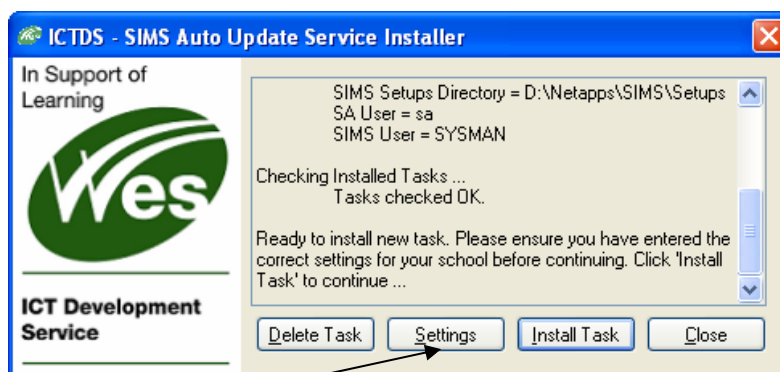 ICTDS - SIMS Auto Update Service Installer
In Support of
Learning
Wes
ICT Development
Service
SIMS Setups Directory = D:\Netapps\SIMS\Setups
SA User = sa
SIMS User = SYSMAN
Checking Installed Tasks ...
Tasks checked OK.
Ready to install new task. Please ensure you have entered the
correct settings for your school before continuing. Click 'Install
Task' to continue ...
Delete Task Settings Install Task Close